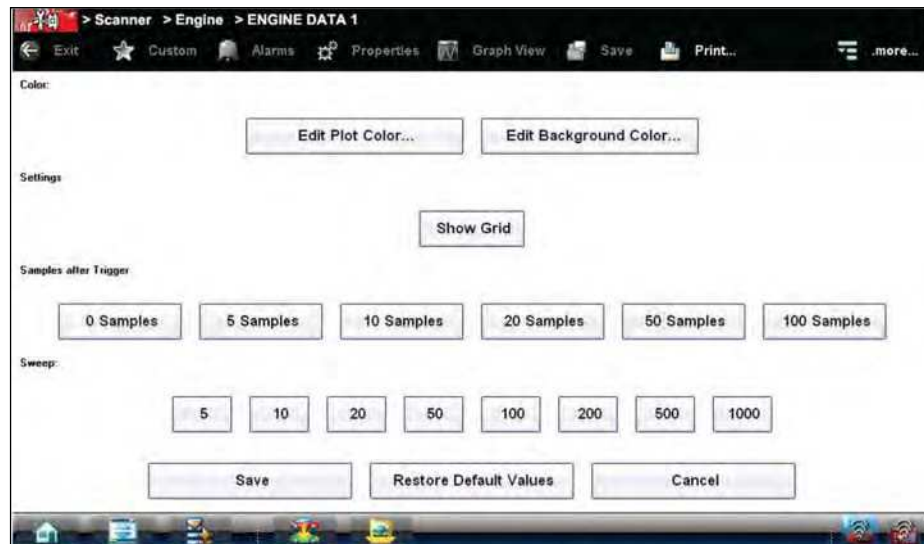 > Scanner > Engine > ENGINE DATA 1
Exit Custom Alarms Properties Graph View Save Print... .more...
Color:
Edit Plot Color... Edit Background Color...
Settings
Show Grid
Samples after Trigger
0 Samples 5 Samples 10 Samples 20 Samples 50 Samples 100 Samples
Sweep:
5 10 20 50 100 200 500 1000
Save Restore Default Values Cancel